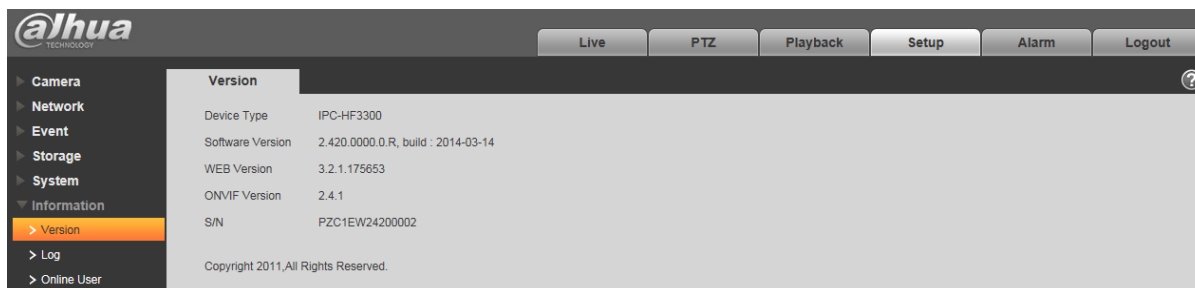 alhua
TECHNOLOGY
Live PTZ Playback Setup Alarm Logout
Camera
Network
Event
Storage
System
Information
Version
Log
Online User
Version
?
Device Type IPC-HF3300
Software Version 2.420.0000.0.R, build : 2014-03-14
WEB Version 3.2.1.175653
ONVIF Version 2.4.1
S/N PZC1EW24200002
Copyright 2011,All Rights Reserved.